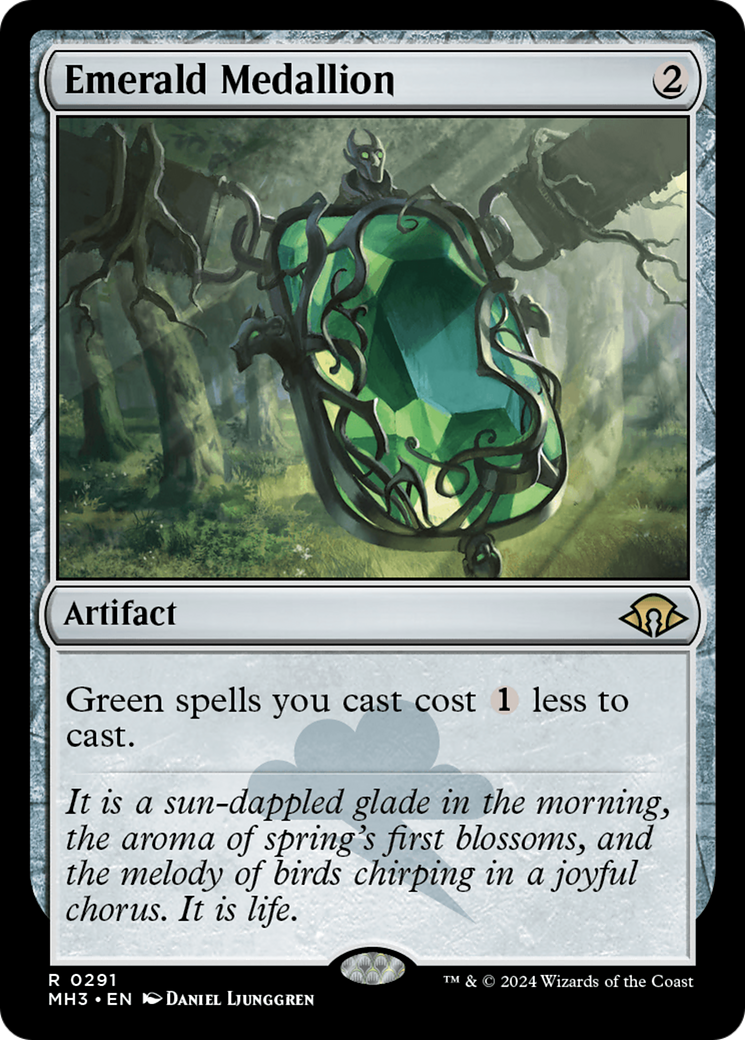 Emerald Medallion 2
Artifact
Green spells you cast cost 1 less to
cast.
It is a sun-dappled glade in the morning,
the aroma of spring's first blossoms, and
the melody of birds chirping in a joyful
chorus. It is life.
R 0291
MH3 • EN Daniel Ljunggren
™ & © 2024 Wizards of the Coast